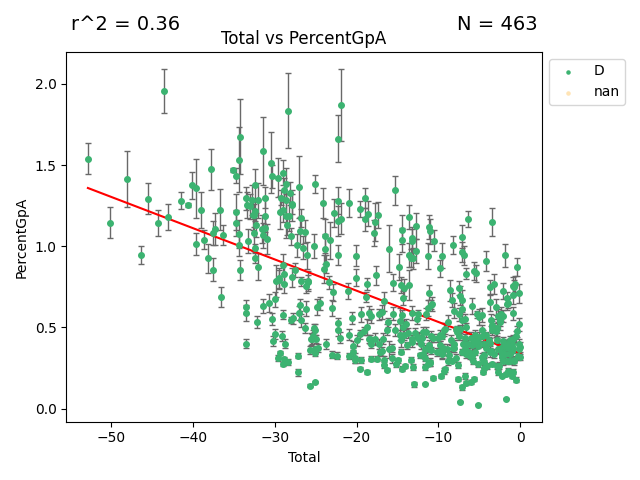 r^2 = 0.36
N = 463
Total vs PercentGpA
D
nan
2.0
1.5
1.0
0.5
0.0
PercentGpA
−50
−40
−30
−20
−10
0
Total